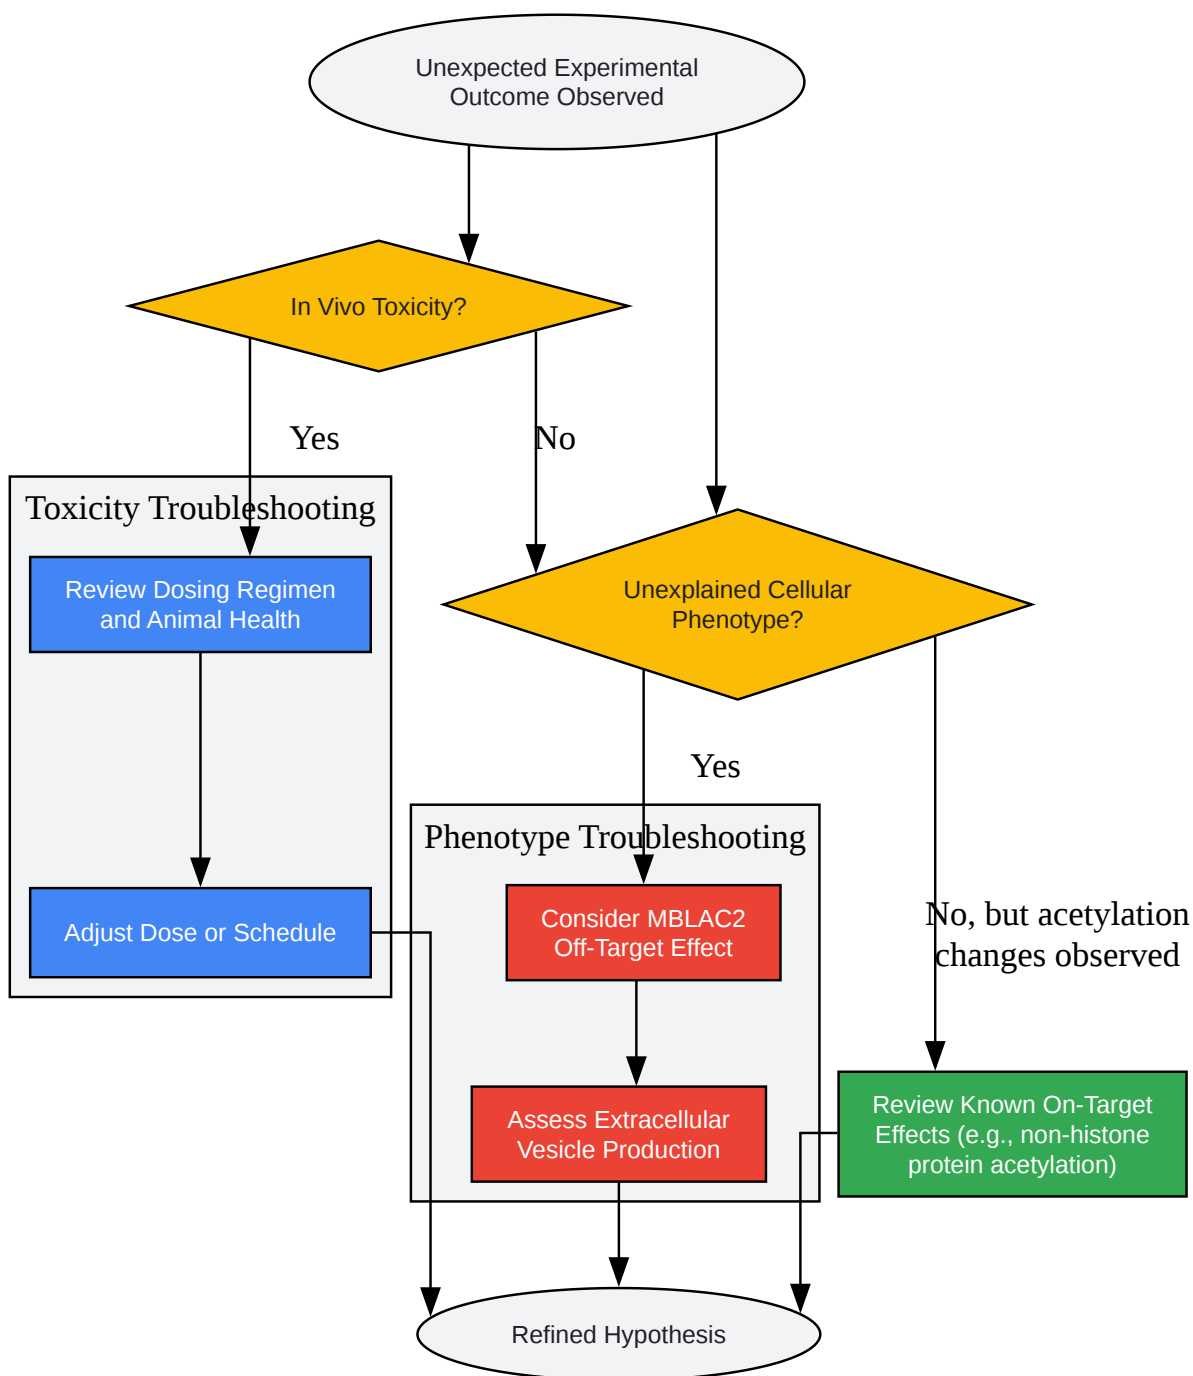 Unexpected Experimental
Outcome Observed
In Vivo Toxicity?
Yes
No
Toxicity Troubleshooting
Review Dosing Regimen
and Animal Health
Unexplained Cellular
Phenotype?
Yes
Phenotype Troubleshooting
Adjust Dose or Schedule
Consider MBLAC2
Off-Target Effect
No, but acetylation
changes observed
Assess Extracellular
Vesicle Production
Review Known On-Target
Effects (e.g., non-histone
protein acetylation)
Refined Hypothesis